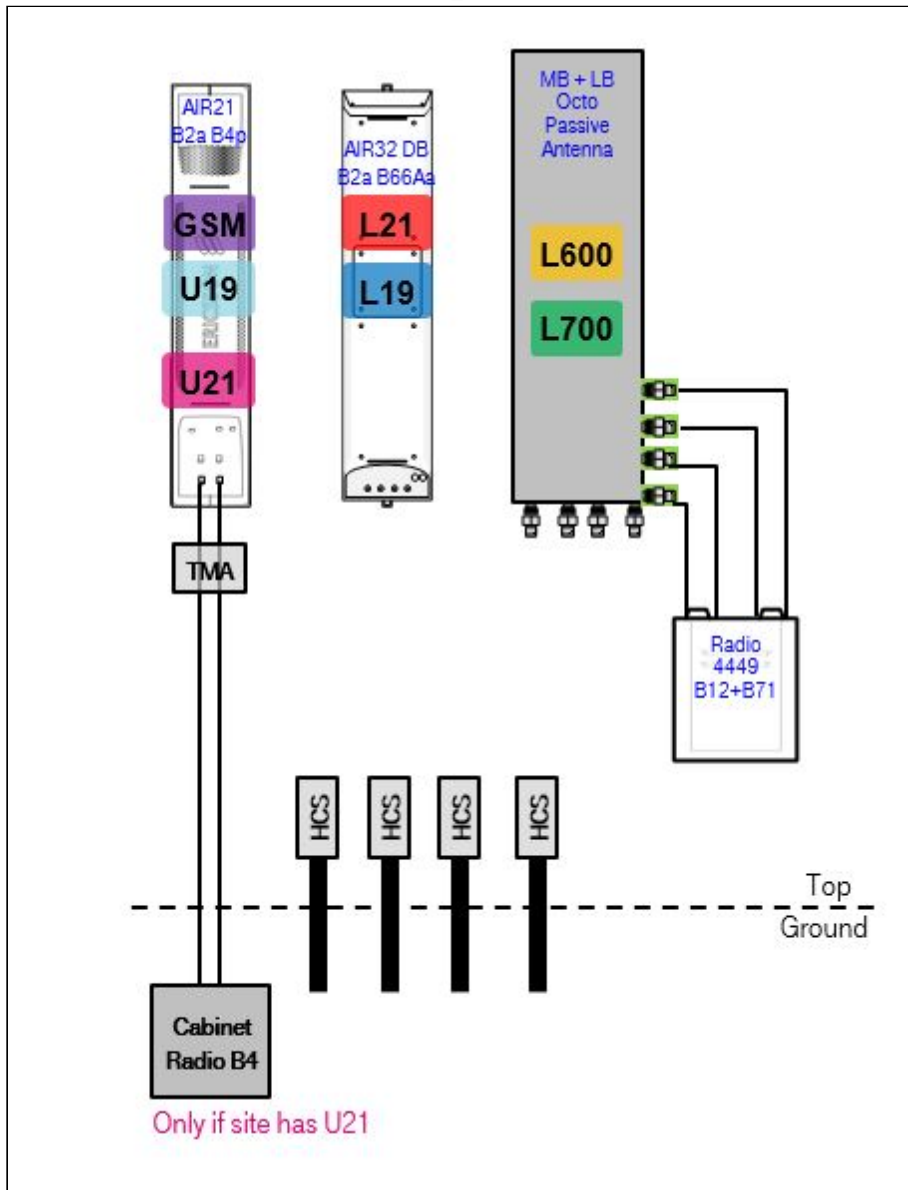 AIR21
B2a B4p
GSM
U19
ERIC
U21
TMA
AIR32 DB
B2a B66Aa
L21
L19
MB + LB
Octo
Passive
Antenna
L600
L700
Radio
4449
B12+B71
HCS
HCS
HCS
HCS
Top
Ground
Cabinet
Radio B4
Only if site has U21